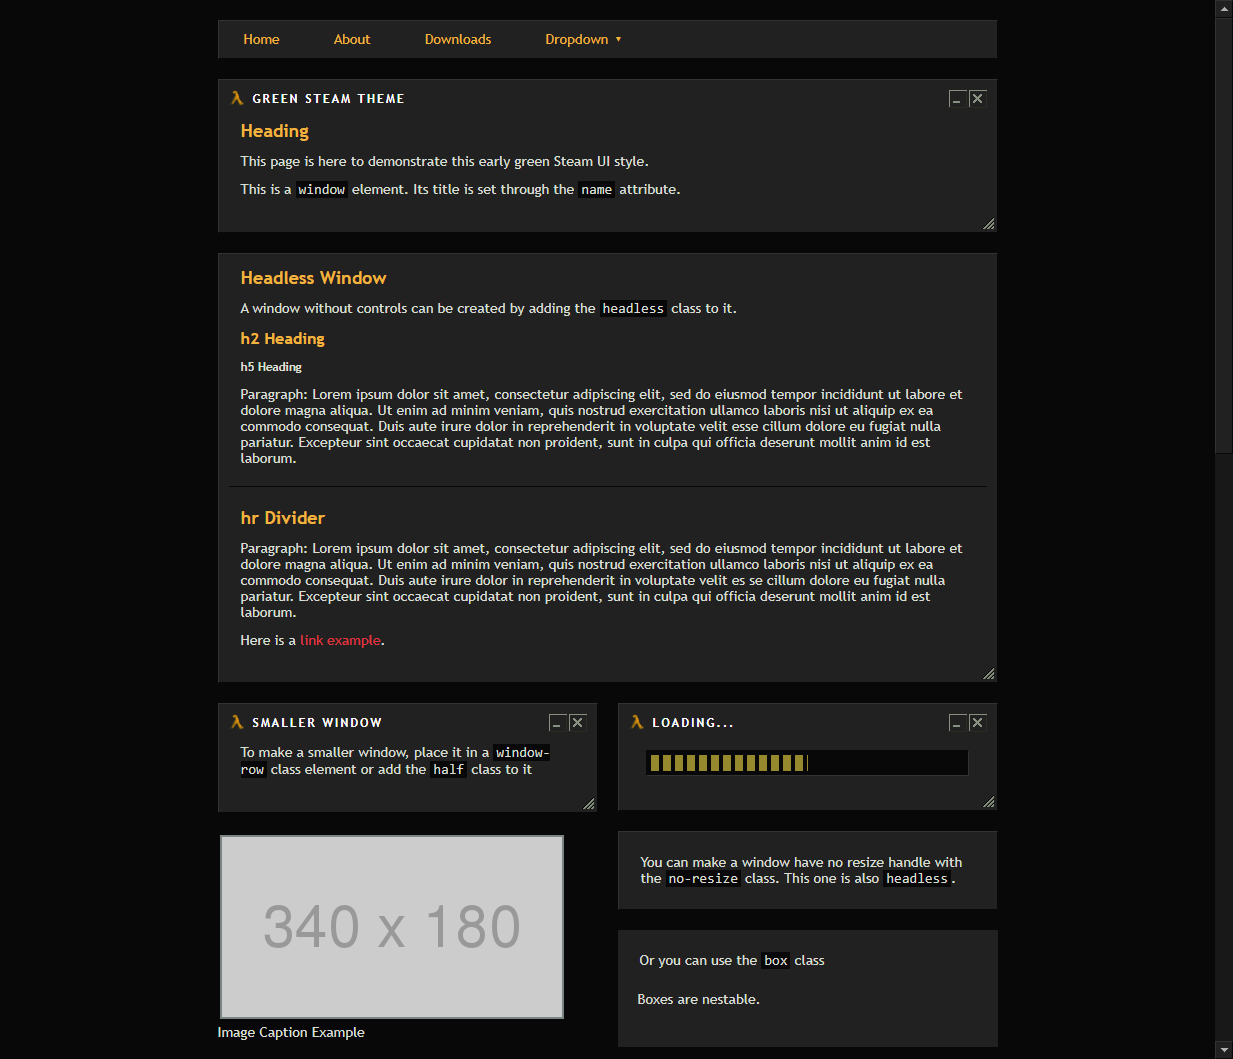 Home About Downloads Dropdown ▾
λ GREEN STEAM THEME
Heading
This page is here to demonstrate this early green Steam UI style.
This is a window element. Its title is set through the name attribute.
Headless Window
A window without controls can be created by adding the headless class to it.
h2 Heading
h5 Heading
Paragraph: Lorem ipsum dolor sit amet, consectetur adipiscing elit, sed do eiusmod tempor incididunt ut labore et
dolore magna aliqua. Ut enim ad minim veniam, quis nostrud exercitation ullamco laboris nisi ut aliquip ex ea
commodo consequat. Duis aute irure dolor in reprehenderit in voluptate velit esse cillum dolore eu fugiat nulla
pariatur. Excepteur sint occaecat cupidatat non proident, sunt in culpa qui officia deserunt mollit anim id est
laborum.
hr Divider
Paragraph: Lorem ipsum dolor sit amet, consectetur adipiscing elit, sed do eiusmod tempor incididunt ut labore et
dolore magna aliqua. Ut enim ad minim veniam, quis nostrud exercitation ullamco laboris nisi ut aliquip ex ea
commodo consequat. Duis aute irure dolor in reprehenderit in voluptate velit es se cillum dolore eu fugiat nulla
pariatur. Excepteur sint occaecat cupidatat non proident, sunt in culpa qui officia deserunt mollit anim id est
laborum.
Here is a link example.
λ SMALLER WINDOW
To make a smaller window, place it in a window-
row class element or add the half class to it
λ LOADING...
340 x 180
Image Caption Example
You can make a window have no resize handle with
the no-resize class. This one is also headless.
Or you can use the box class
Boxes are nestable.